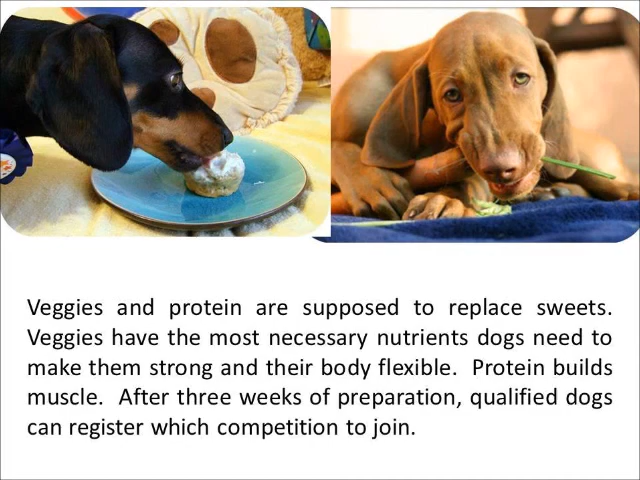 Veggies and protein are supposed to replace sweets.
Veggies have the most necessary nutrients dogs need to
make them strong and their body flexible.  Protein builds
muscle.  After three weeks of preparation, qualified dogs
can register which competition to join.